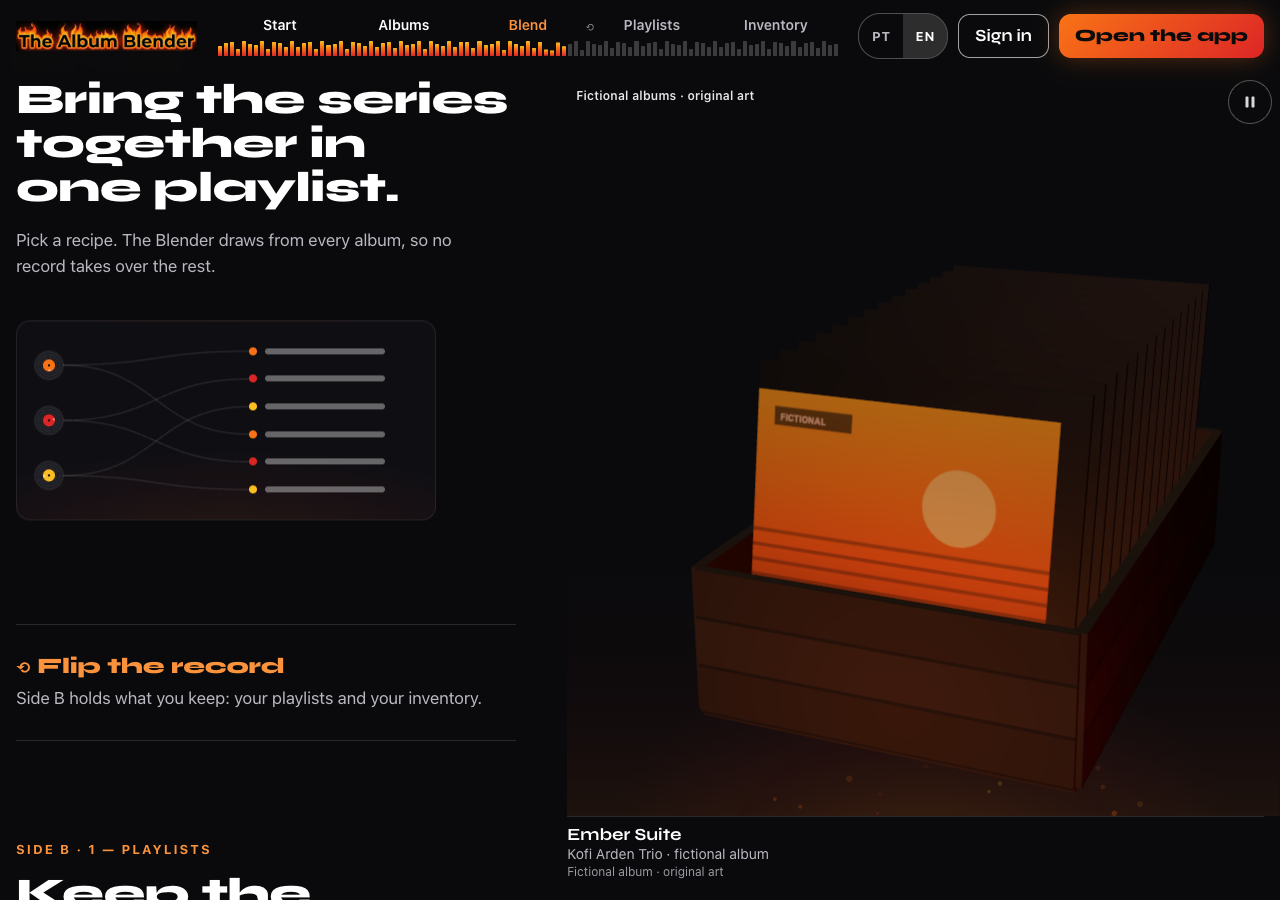 The Album Blender
Start
Albums
Blend
Playlists
Inventory
PT
EN
Sign in
Open the app
Bring the series
together in
one playlist.
Pick a recipe. The Blender draws from every album, so no
record takes over the rest.
Fictional albums · original art
FICTIONAL
⟲ Flip the record
Side B holds what you keep: your playlists and your inventory.
SIDE B · 1 — PLAYLISTS
Keep the
Ember Suite
Kofi Arden Trio · fictional album
Fictional album · original art